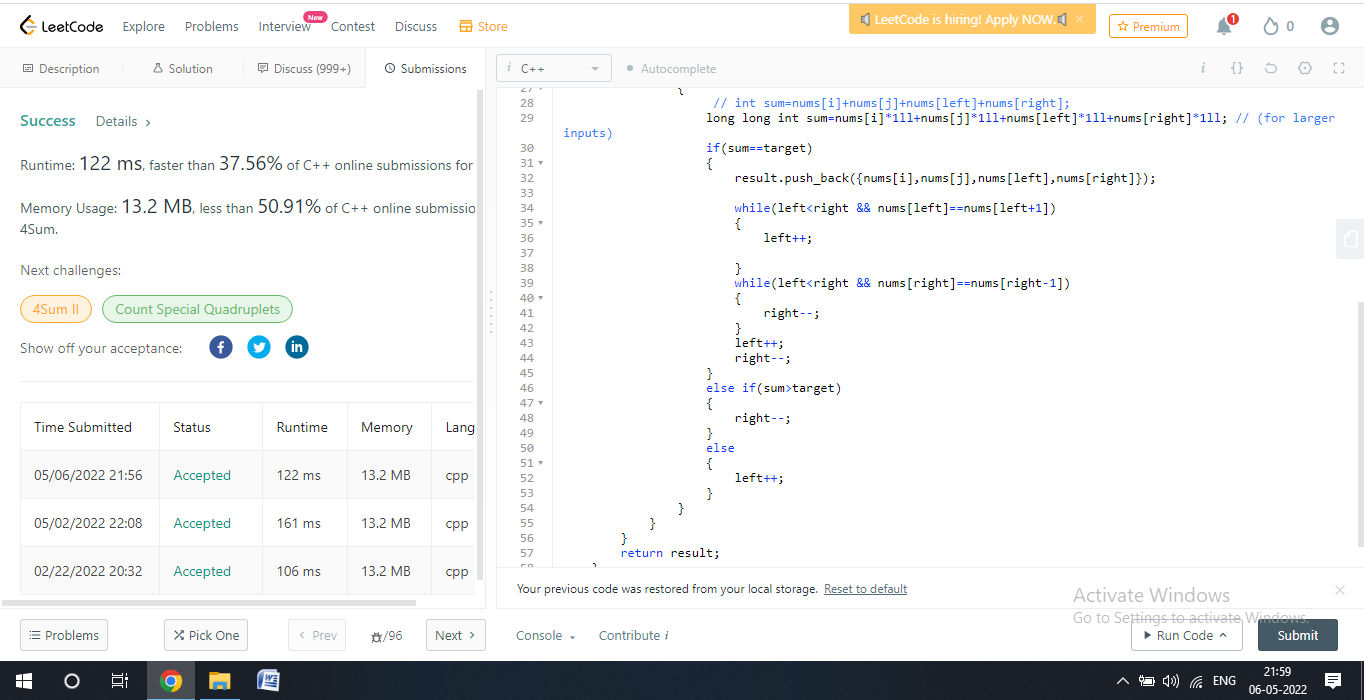 LeetCode
Explore
Problems
Interview
New
Contest
Discuss
Store
LeetCode is hiring! Apply NOW.
×
Premium
1
0
Description
Solution
Discuss (999+)
Submissions
i C++
Autocomplete
i
{}
Success
Details
Runtime: 122 ms, faster than 37.56% of C++ online submissions for
Memory Usage: 13.2 MB, less than 50.91% of C++ online submissio
4Sum.
Next challenges:
4Sum II
Count Special Quadruplets
Show off your acceptance:
Time Submitted Status Runtime Memory Lang
05/06/2022 21:56 Accepted 122 ms 13.2 MB cpp
05/02/2022 22:08 Accepted 161 ms 13.2 MB cpp
02/22/2022 20:32 Accepted 106 ms 13.2 MB cpp
27 {
28 // int sum=nums[i]+nums[j]+nums[left]+nums[right];
29 long long int sum=nums[i]*1ll+nums[j]*1ll+nums[left]*1ll+nums[right]*1ll; // (for larger
inputs)
30 if(sum==target)
31 {
32 result.push_back({nums[i],nums[j],nums[left],nums[right]});
33
34 while(left<right && nums[left]==nums[left+1])
35 {
36 left++;
37
38 }
39 while(left<right && nums[right]==nums[right-1])
40 {
41 right--;
42 }
43 left++;
44 right--;
45 }
46 else if(sum>target)
47 {
48 right--;
49 }
50 else
51 {
52 left++;
53 }
54 }
55 }
56 }
57 return result;
58 }
Your previous code was restored from your local storage. Reset to default
Activate Windows
Go to Settings to activate Windows.
Problems
Pick One
Prev
/96
Next
Console
Contribute i
Run Code
Submit
ENG
21:59
06-05-2022